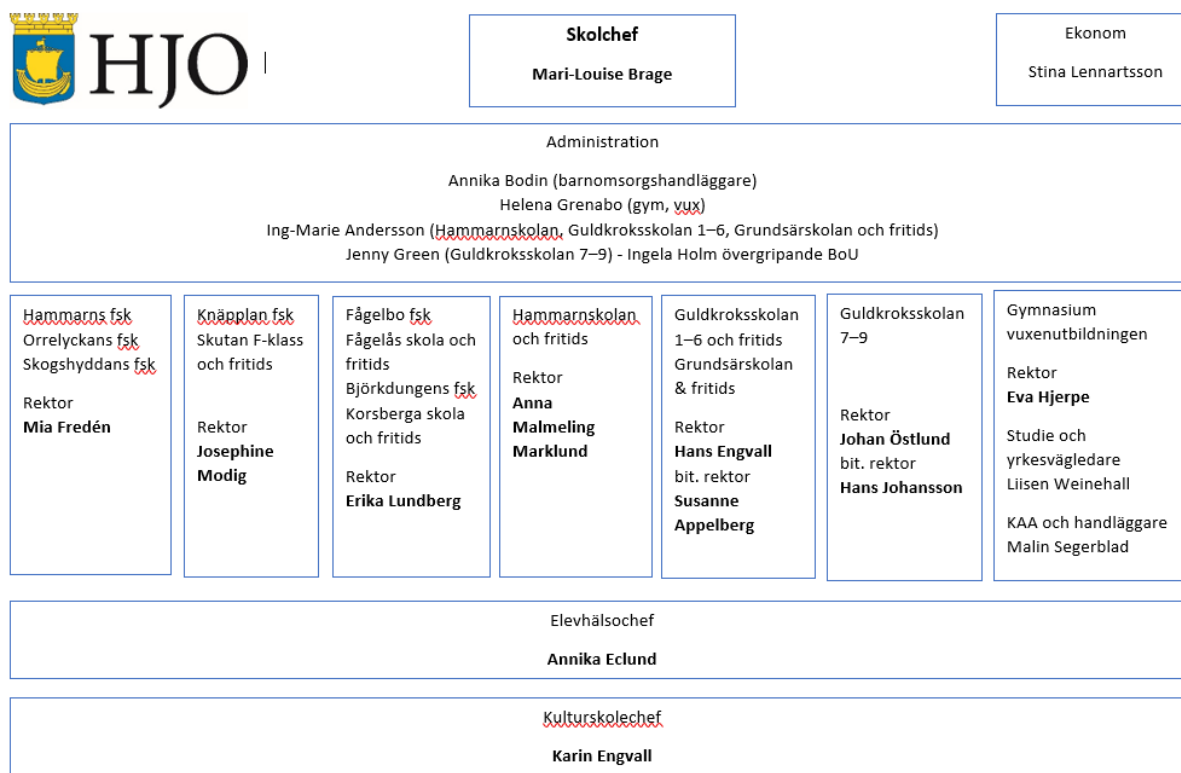 HJO
Skolchef
Mari-Louise Brage
Ekonom
Stina Lennartsson
Administration
Annika Bodin (barnomsorgshandläggare)
Helena Grenabo (gym, vux)
Ing-Marie Andersson (Hammarnskolan, Guldkroksskolan 1–6, Grundsärskolan och fritids)
Jenny Green (Guldkroksskolan 7–9) - Ingela Holm övergripande BoU
Hammarns fsk
Orrelyckans fsk
Skogshyddans fsk
Rektor
Mia Fredén
Knäpplan fsk
Skutan F-klass
och fritids
Rektor
Josephine
Modig
Fågelbo fsk
Fågelås skola och
fritids
Björkdungens fsk
Korsberga skola
och fritids
Rektor
Erika Lundberg
Hammarnskolan
och fritids
Rektor
Anna
Malmeling
Marklund
Guldkroksskolan
1–6 och fritids
Grundsärskolan
& fritids
Rektor
Hans Engvall
bit. rektor
Susanne
Appelberg
Guldkroksskolan
7–9
Rektor
Johan Östlund
bit. rektor
Hans Johansson
Gymnasium
vuxenutbildningen
Rektor
Eva Hjerpe
Studie och
yrkesvägledare
Liisen Weinehall
KAA och handläggare
Malin Segerblad
Elevhälsochef
Annika Eclund
Kulturskolechef
Karin Engvall